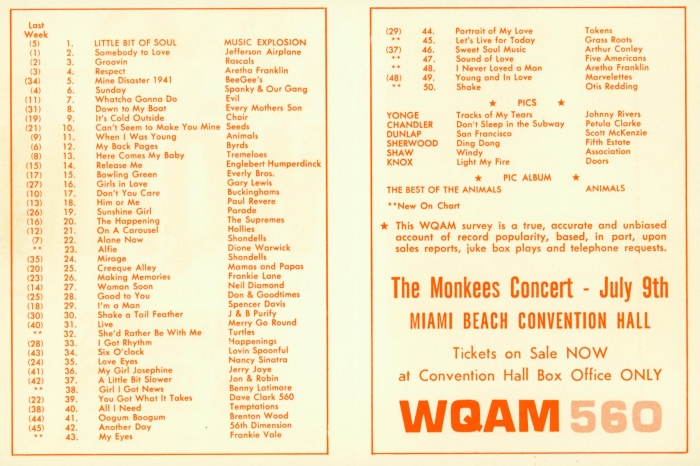 Last
Week
(5) 1. LITTLE BIT OF SOUL MUSIC EXPLOSION
(1) 2. Somebody to Love Jefferson Airplane
(2) 3. Groovin Rascals
(3) 4. Respect Aretha Franklin
(34) 5. Mine Disaster 1941 BeeGee's
(4) 6. Sunday Spanky & Our Gang
(11) 7. Whatcha Gonna Do Evil
(31) 8. Down to My Boat Every Mothers Son
(19) 9. It's Cold Outside Choir
(21) 10. Can't Seem to Make You Mine Seeds
(9) 11. When I Was Young Animals
(6) 12. My Back Pages Byrds
(8) 13. Here Comes My Baby Tremeloes
(15) 14. Release Me Englebert Humperdinck
(17) 15. Bowling Green Everly Bros.
(27) 16. Girls in Love Gary Lewis
(10) 17. Don't You Care Buckinghams
(13) 18. Him or Me Paul Revere
(26) 19. Sunshine Girl Parade
(16) 20. The Happening The Supremes
(12) 21. On A Carousel Hollies
(7) 22. Alone Now Shondells
** 23. Alfie Dione Warwick
(35) 24. Mirage Shondells
(20) 25. Creeque Alley Mamas and Papas
(23) 26. Making Memories Frankie Lane
(14) 27. Woman Soon Neil Diamond
(25) 28. Good to You Don & Goodtimes
(18) 29. I'm a Man Spencer Davis
(30) 30. Shake a Tail Feather J & B Purify
(40) 31. Live Merry Go Round
** 32. She'd Rather Be With Me Turtles
(28) 33. I Got Rhythm Happenings
(43) 34. Six O'clock Lovin Spoonful
(24) 35. Love Eyes Nancy Sinatra
(41) 36. My Girl Josephine Jerry Jaye
(42) 37. A Little Bit Slower Jon & Robin
** 38. Girl I Got News Benny Latimore
(22) 39. You Got What It Takes Dave Clark 560
(38) 40. All I Need Temptations
(44) 41. Oogum Boogum Brenton Wood
(45) 42. Another Day 56th Dimension
** 43. My Eyes Frankie Vale
(29) 44. Portrait of My Love Tokens
** 45. Let's Live for Today Grass Roots
(37) 46. Sweet Soul Music Arthur Conley
** 47. Sound of Love Five Americans
** 48. I Never Loved a Man Aretha Franklin
(48) 49. Young and In Love Marvelettes
** 50. Shake Otis Redding
★ PICS ★
YONGE Tracks of My Tears Johnny Rivers
CHANDLER Don't Sleep in the Subway Petula Clarke
DUNLAP San Francisco Scott McKenzie
SHERWOOD Ding Dong Fifth Estate
SHAW Windy Association
KNOX Light My Fire Doors
★ PIC ALBUM ★
THE BEST OF THE ANIMALS ANIMALS
**New On Chart
★ This WQAM survey is a true, accurate and unbiased
account of record popularity, based, in part, upon
sales reports, juke box plays and telephone requests.
The Monkees Concert - July 9th
MIAMI BEACH CONVENTION HALL
Tickets on Sale NOW
at Convention Hall Box Office ONLY
WQAM 560